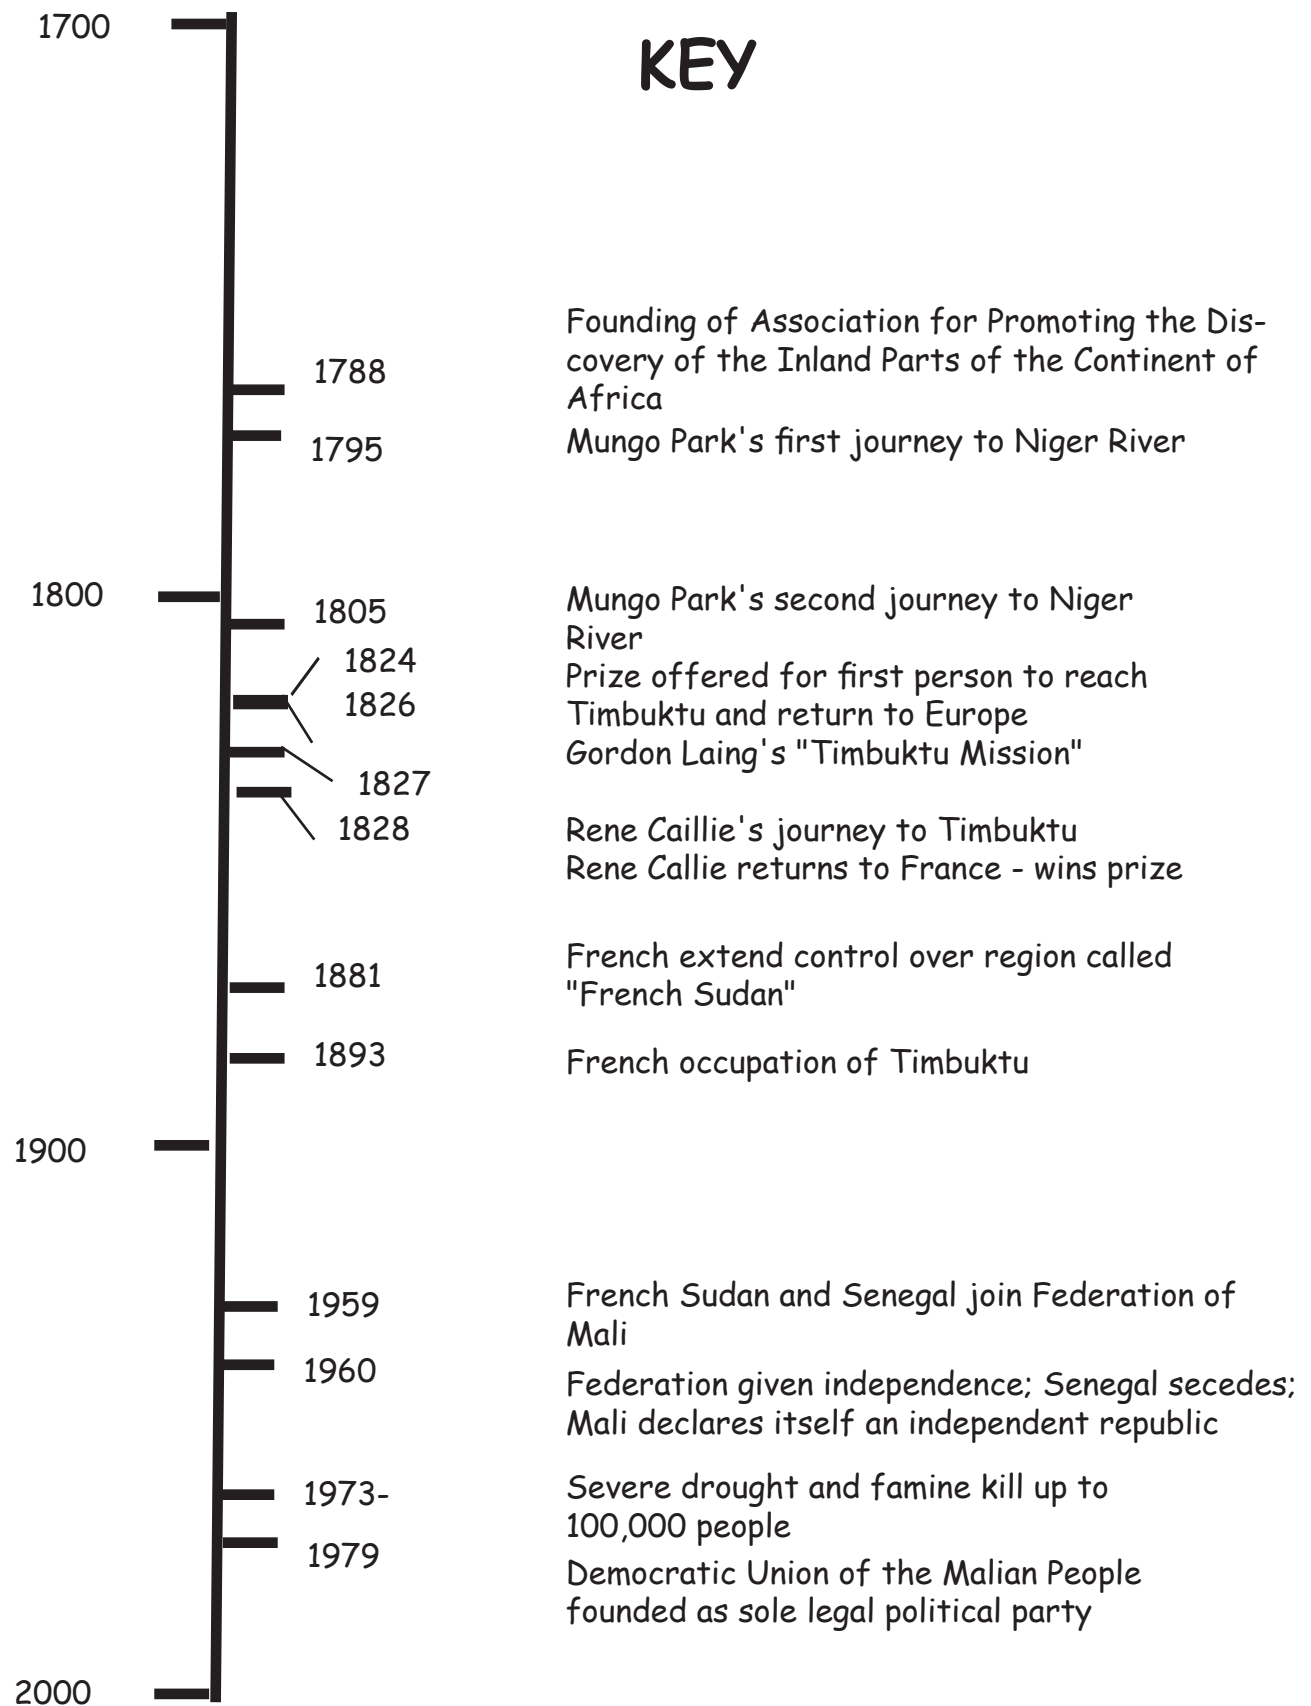 1700
KEY
Founding of Association for Promoting the Dis-
covery of the Inland Parts of the Continent of
Africa
1788
Mungo Park's first journey to Niger River
1795
1800
Mungo Park's second journey to Niger
River
1805
Prize offered for first person to reach
Timbuktu and return to Europe
1824
1826
Gordon Laing's "Timbuktu Mission"
1827
1828
Rene Caillie's journey to Timbuktu
Rene Callie returns to France - wins prize
1881
French extend control over region called
"French Sudan"
1893
French occupation of Timbuktu
1900
1959
French Sudan and Senegal join Federation of
Mali
1960
Federation given independence; Senegal secedes;
Mali declares itself an independent republic
1973-
Severe drought and famine kill up to
100,000 people
1979
Democratic Union of the Malian People
founded as sole legal political party
2000